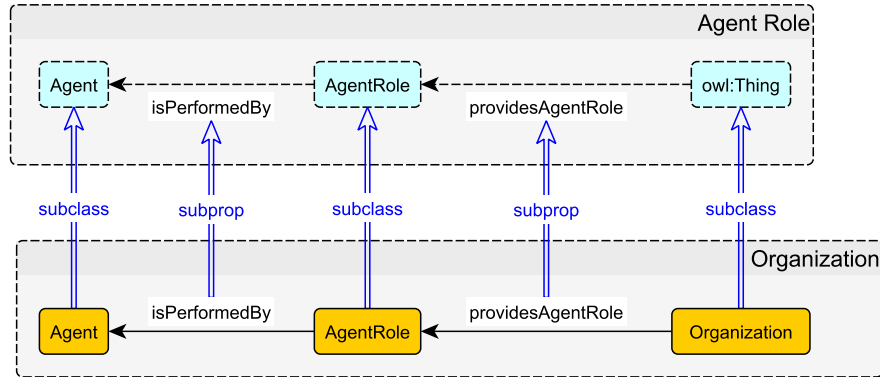 Agent Role
Agent
AgentRole
owl:Thing
isPerformedBy
providesAgentRole
subclass
subprop
subclass
subprop
subclass
Organization
isPerformedBy
providesAgentRole
Agent
AgentRole
Organization